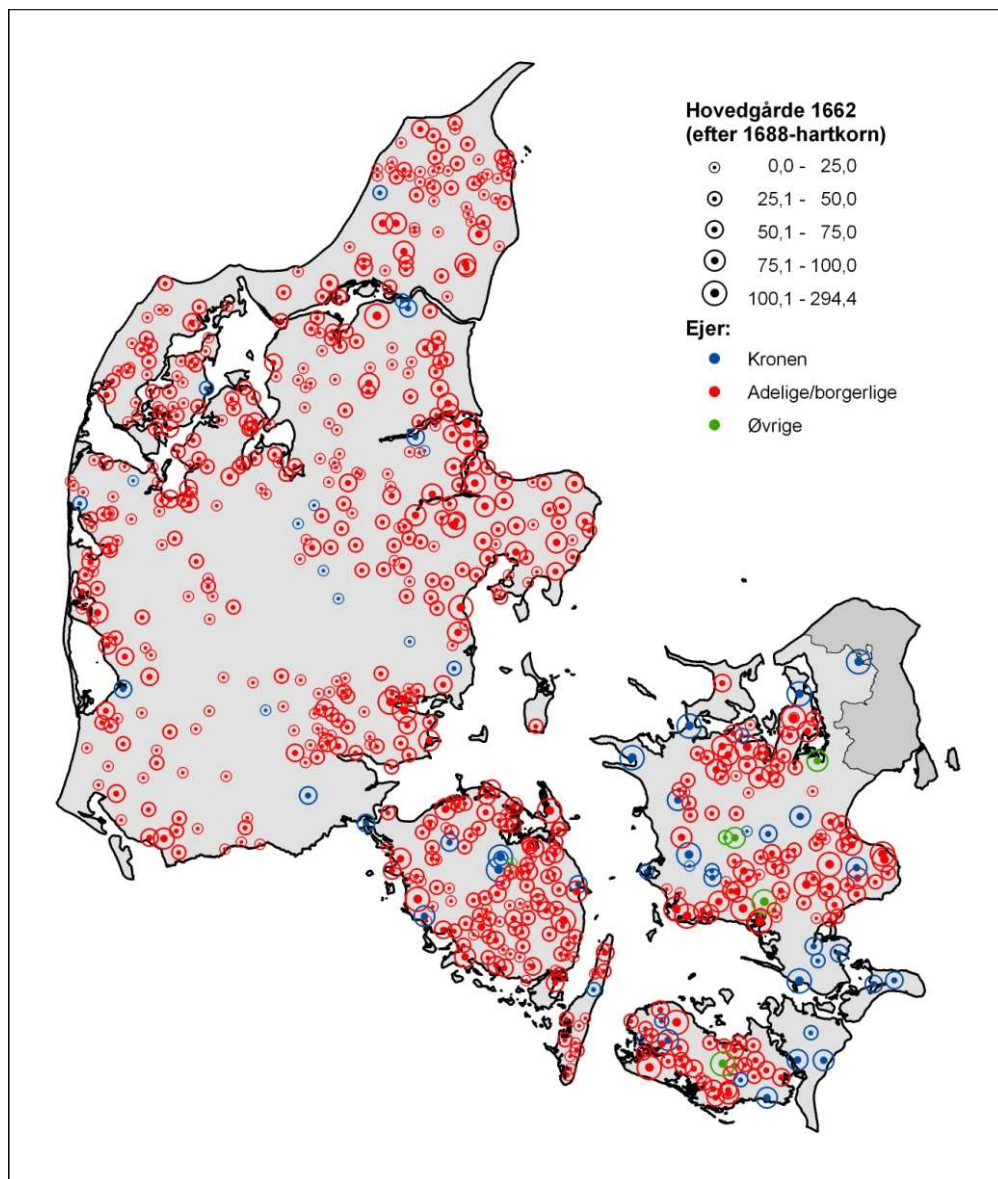 Hovedgårde 1662
(efter 1688-hartkorn)
0,0 - 25,0
25,1 - 50,0
50,1 - 75,0
75,1 - 100,0
100,1 - 294,4
Ejer:
Kronen
Adelige/borgerlige
Øvrige